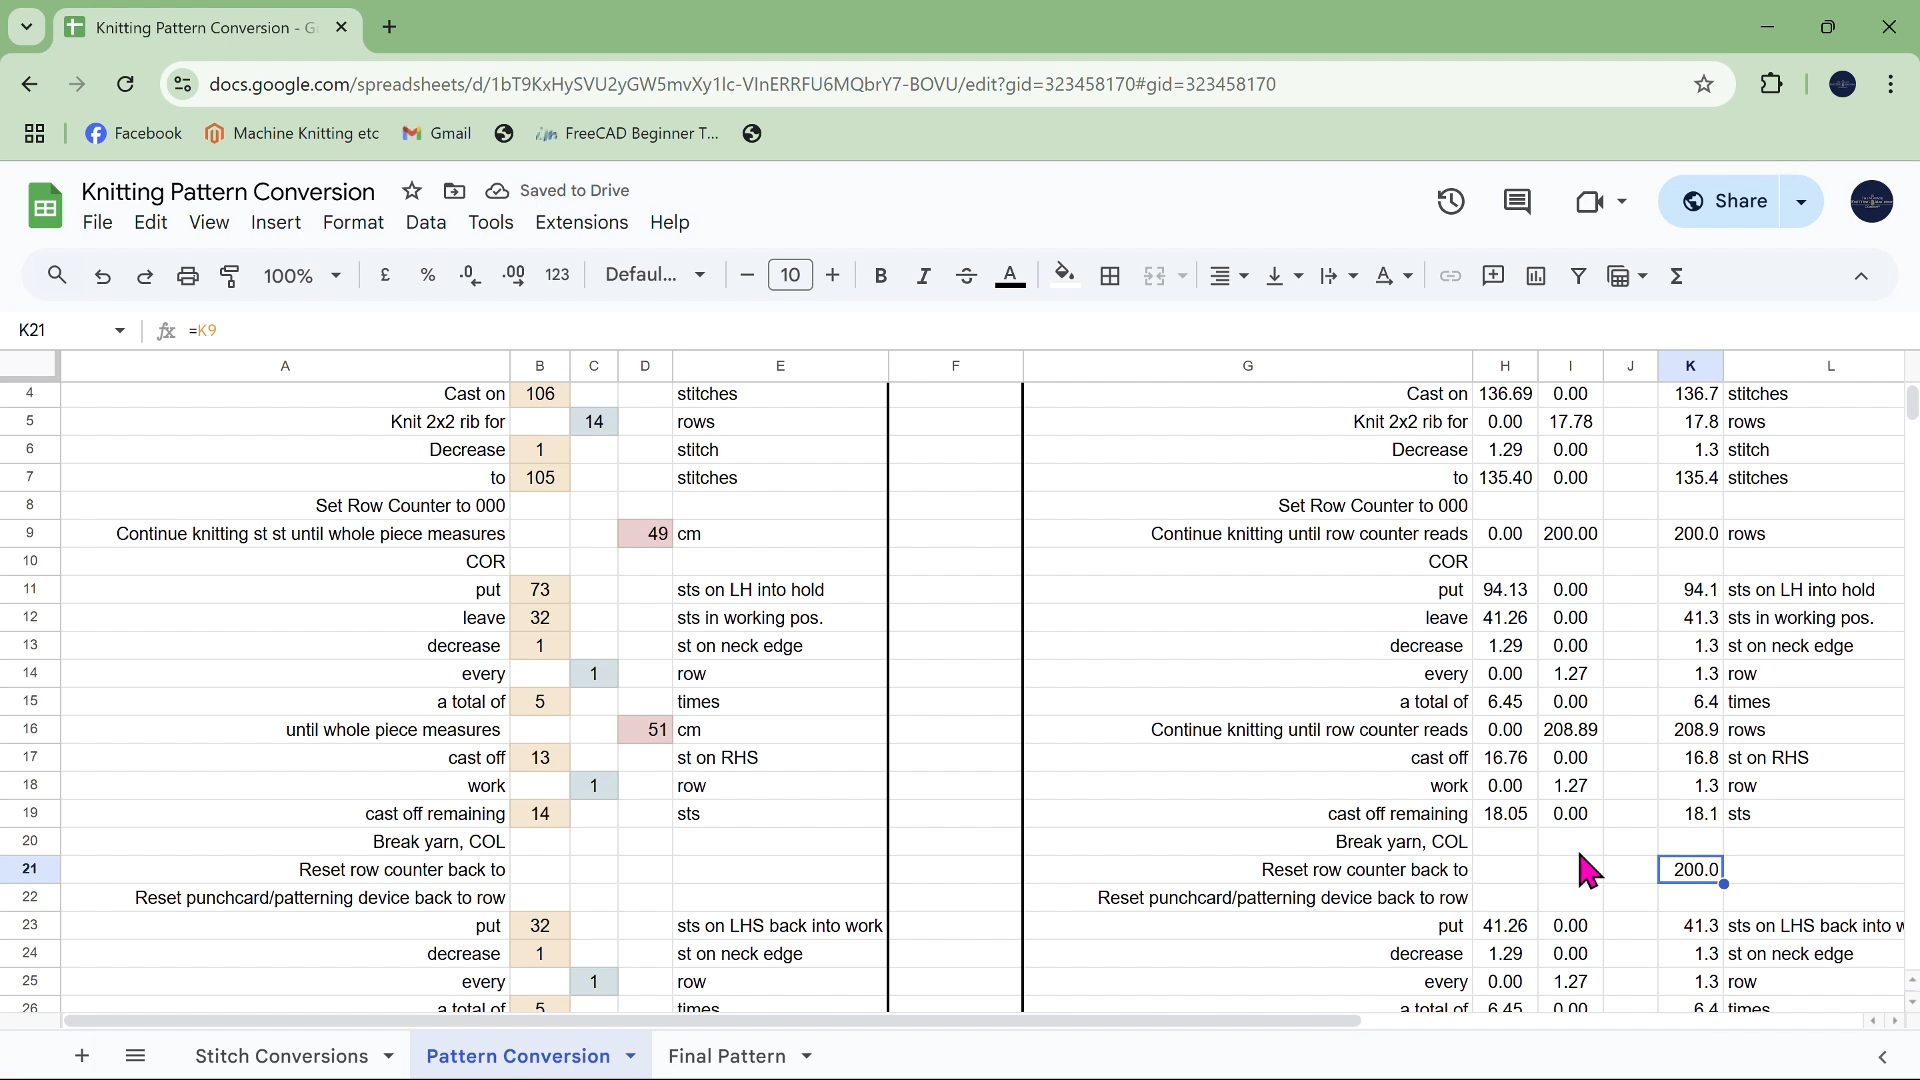 Knitting Pattern Conversion - G
docs.google.com/spreadsheets/d/1bT9KxHySVU2yGW5mvXy1lc-VInERRFU6MQbrY7-BOVU/edit?gid=323458170#gid=323458170
Facebook Machine Knitting etc Gmail FreeCAD Beginner T...
Knitting Pattern Conversion Saved to Drive
File Edit View Insert Format Data Tools Extensions Help
Share
100% £ % .0 .00 123 Defaul... 10 B I A
K21 fx =K9
A B C D E F G H I J K L
4 Cast on 106 stitches Cast on 136.69 0.00 136.7 stitches
5 Knit 2x2 rib for 14 rows Knit 2x2 rib for 0.00 17.78 17.8 rows
6 Decrease 1 stitch Decrease 1.29 0.00 1.3 stitch
7 to 105 stitches to 135.40 0.00 135.4 stitches
8 Set Row Counter to 000 Set Row Counter to 000
9 Continue knitting st st until whole piece measures 49 cm Continue knitting until row counter reads 0.00 200.00 200.0 rows
10 COR COR
11 put 73 sts on LH into hold put 94.13 0.00 94.1 sts on LH into hold
12 leave 32 sts in working pos. leave 41.26 0.00 41.3 sts in working pos.
13 decrease 1 st on neck edge decrease 1.29 0.00 1.3 st on neck edge
14 every 1 row every 0.00 1.27 1.3 row
15 a total of 5 times a total of 6.45 0.00 6.4 times
16 until whole piece measures 51 cm Continue knitting until row counter reads 0.00 208.89 208.9 rows
17 cast off 13 st on RHS cast off 16.76 0.00 16.8 st on RHS
18 work 1 row work 0.00 1.27 1.3 row
19 cast off remaining 14 sts cast off remaining 18.05 0.00 18.1 sts
20 Break yarn, COL Break yarn, COL
21 Reset row counter back to Reset row counter back to 200.0
22 Reset punchcard/patterning device back to row Reset punchcard/patterning device back to row
23 put 32 sts on LHS back into work put 41.26 0.00 41.3 sts on LHS back into w
24 decrease 1 st on neck edge decrease 1.29 0.00 1.3 st on neck edge
25 every 1 row every 0.00 1.27 1.3 row
26 a total of 5 times a total of 6.45 0.00 6.4 times
Stitch Conversions Pattern Conversion Final Pattern